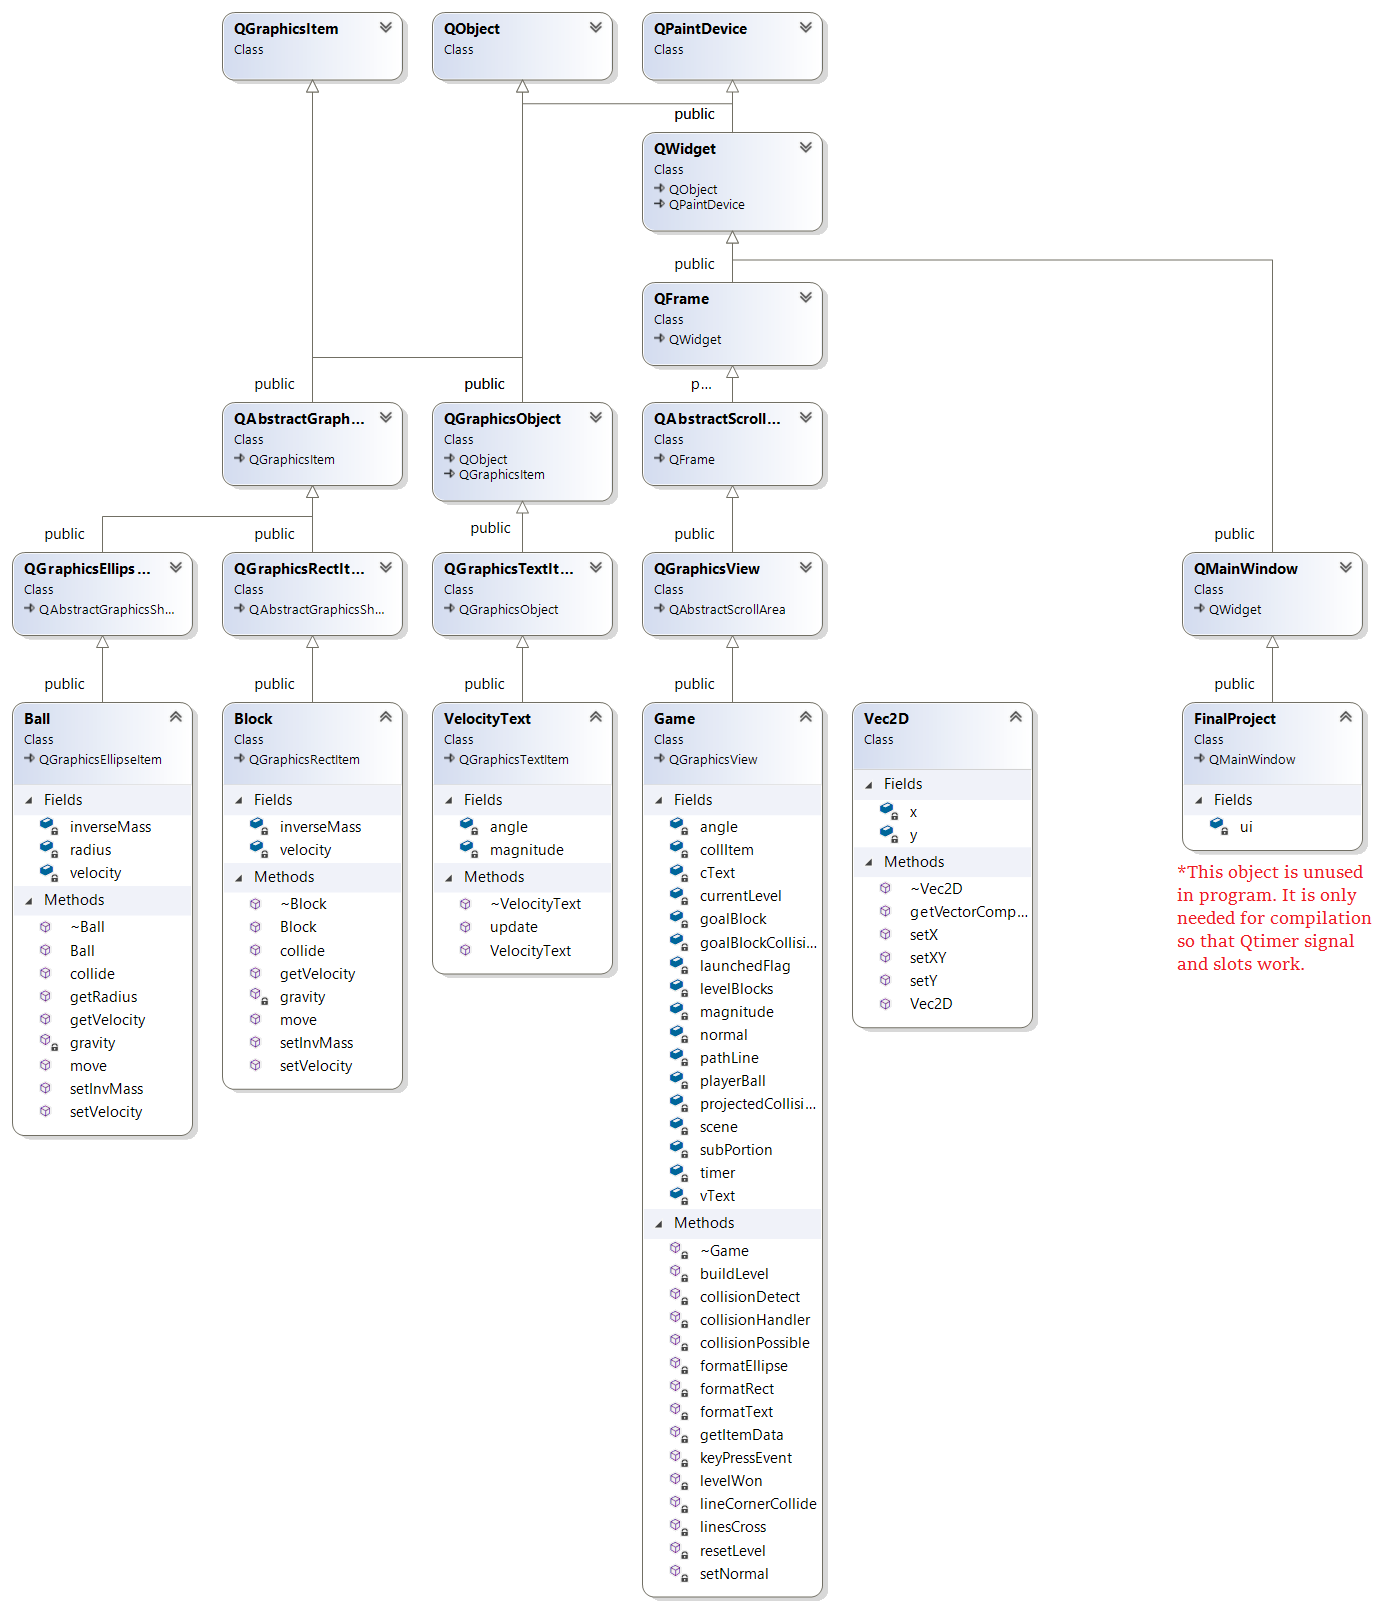 QGraphicsItem
Class
QObject
Class
QPaintDevice
Class
public
QWidget
Class
QObject
QPaintDevice
public
QFrame
Class
QWidget
public
public
p...
QAbstractGraph...
Class
QGraphicsItem
QGraphicsObject
Class
QObject
QGraphicsItem
QAbstractScroll...
Class
QFrame
public
public
public
public
public
QGraphicsEllips...
Class
QAbstractGraphicsSh...
QGraphicsRectIt...
Class
QAbstractGraphicsSh...
QGraphicsTextIt...
Class
QGraphicsObject
QGraphicsView
Class
QAbstractScrollArea
QMainWindow
Class
QWidget
public
public
public
public
public
Ball
Class
QGraphicsEllipseItem
Fields
inverseMass
radius
velocity
Methods
~Ball
Ball
collide
getRadius
getVelocity
gravity
move
setInvMass
setVelocity
Block
Class
QGraphicsRectItem
Fields
inverseMass
velocity
Methods
~Block
Block
collide
getVelocity
gravity
move
setInvMass
setVelocity
VelocityText
Class
QGraphicsTextItem
Fields
angle
magnitude
Methods
~VelocityText
update
VelocityText
Game
Class
QGraphicsView
Fields
angle
collItem
cText
currentLevel
goalBlock
goalBlockCollisi...
launchedFlag
levelBlocks
magnitude
normal
pathLine
playerBall
projectedCollisi...
scene
subPortion
timer
vText
Methods
~Game
buildLevel
collisionDetect
collisionHandler
collisionPossible
formatEllipse
formatRect
formatText
getItemData
keyPressEvent
levelWon
lineCornerCollide
linesCross
resetLevel
setNormal
Vec2D
Class
Fields
x
y
Methods
~Vec2D
getVectorComp...
setX
setXY
setY
Vec2D
FinalProject
Class
QMainWindow
Fields
ui
*This object is unused
in program. It is only
needed for compilation
so that Qtimer signal
and slots work.